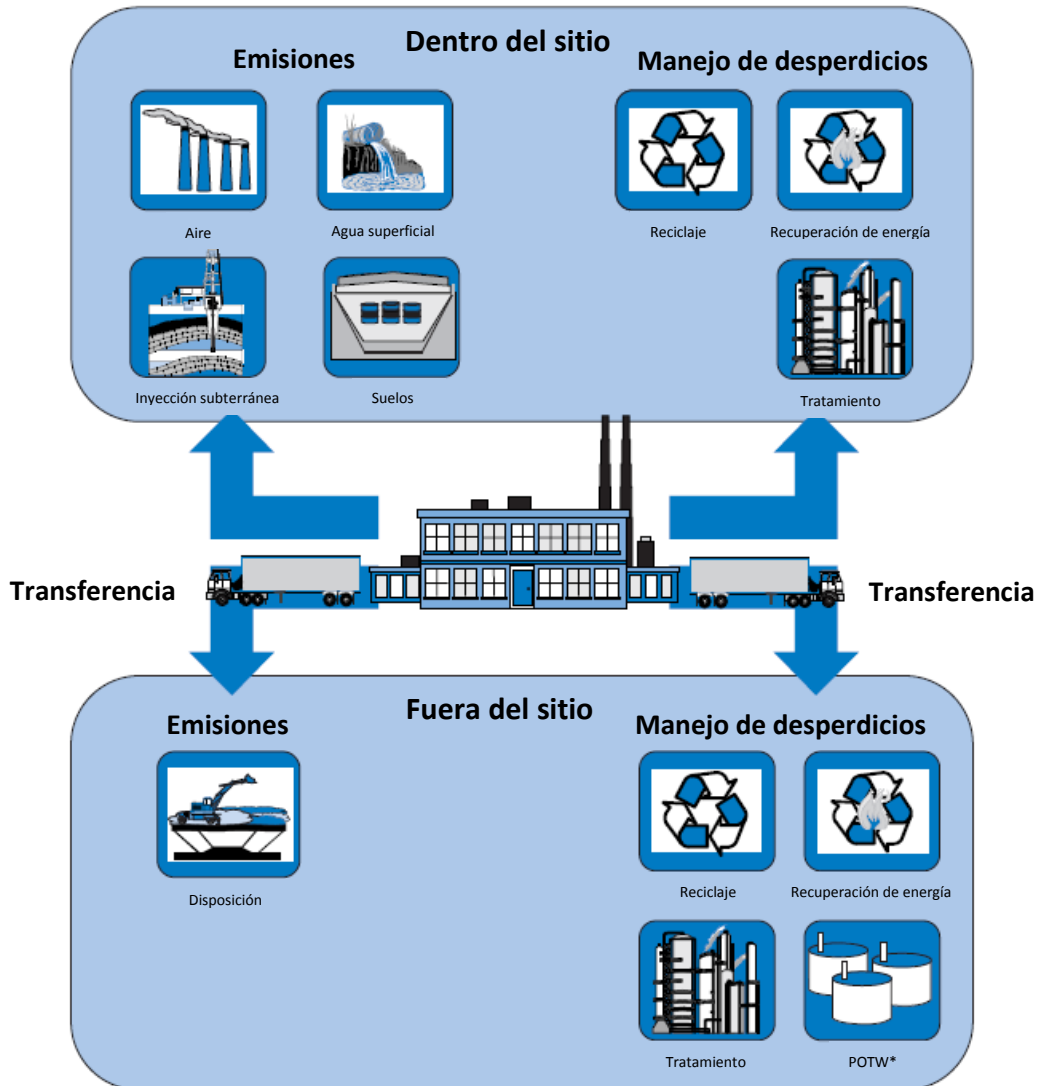 Dentro del sitio
Emisiones
Manejo de desperdicios
Aire
Agua superficial
Reciclaje
Recuperación de energía
Inyección subterránea
Suelos
Tratamiento
Transferencia
Transferencia
Fuera del sitio
Emisiones
Manejo de desperdicios
Disposición
Reciclaje
Recuperación de energía
Tratamiento
POTW*